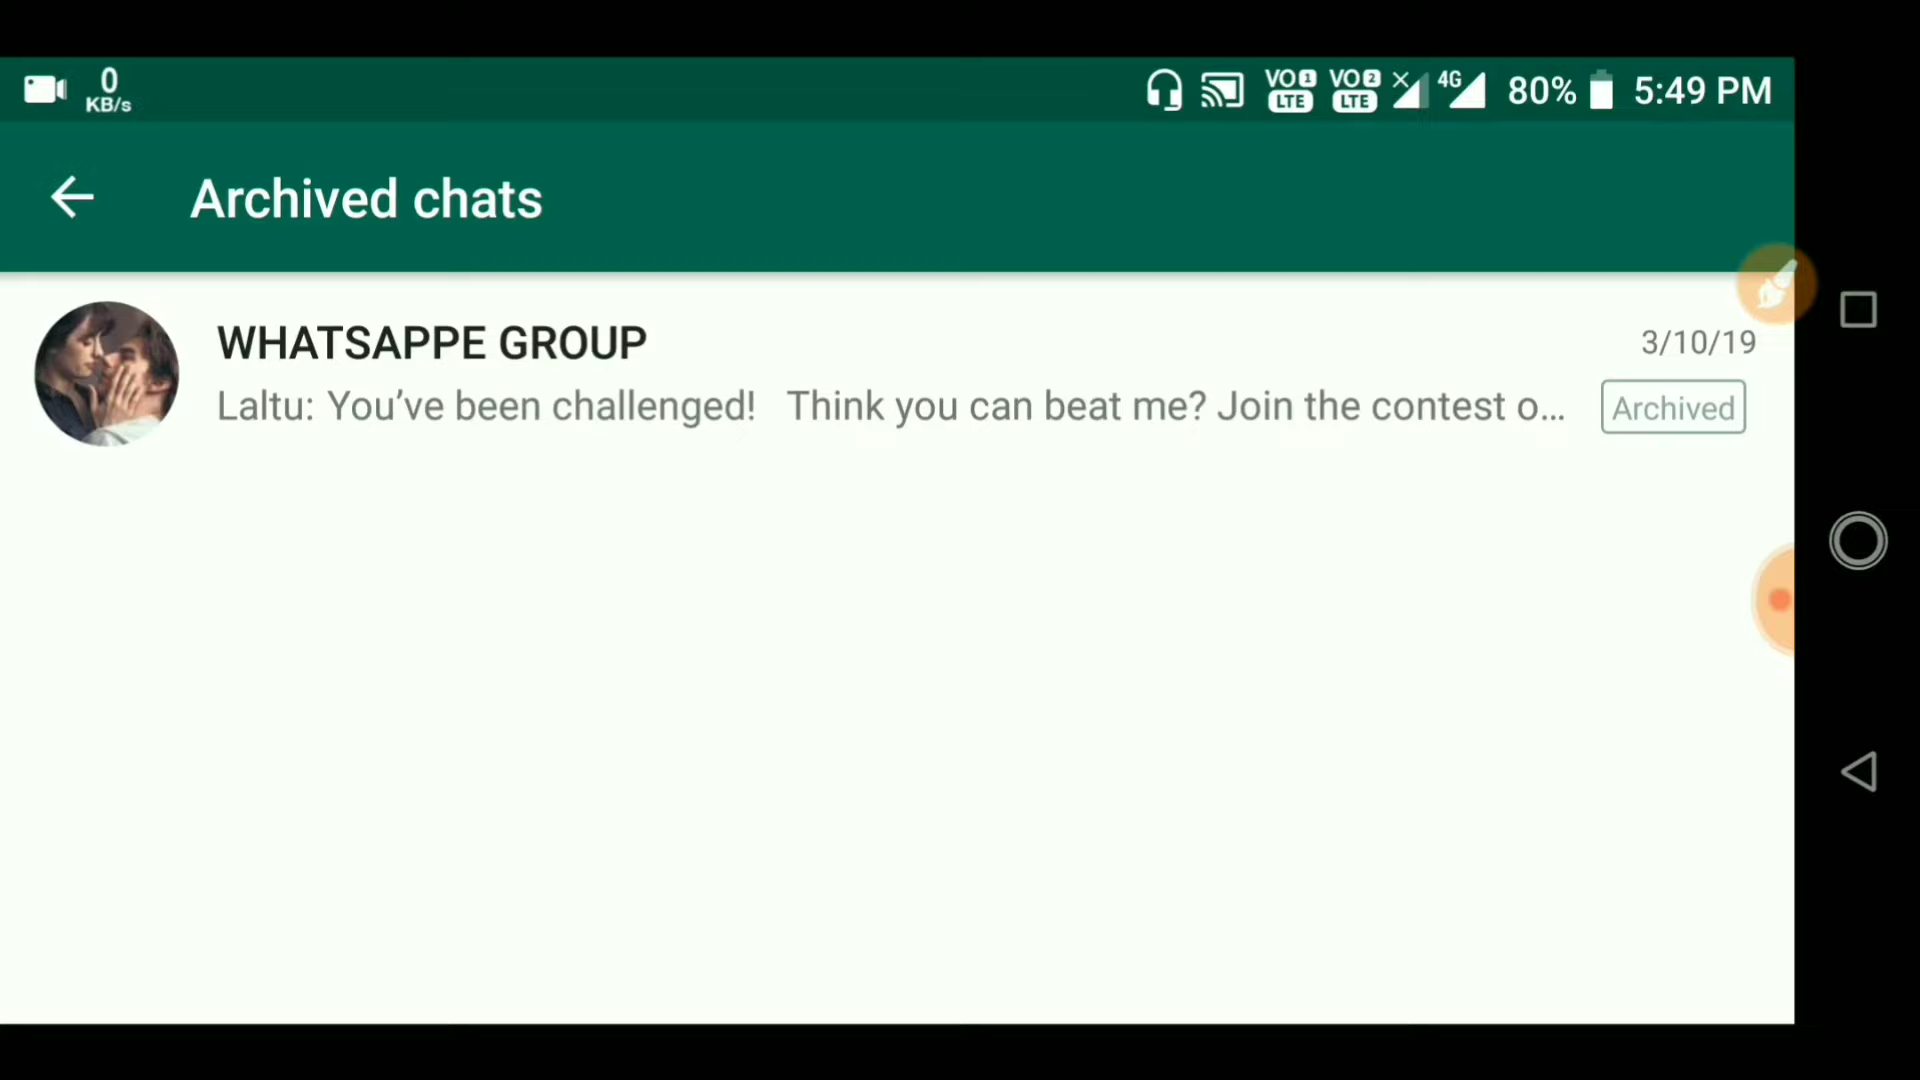 0 KB/s VO 1 LTE VO 2 LTE 4G 80% 5:49 PM
Archived chats
WHATSAPPE GROUP 3/10/19
Laltu: You’ve been challenged! Think you can beat me? Join the contest o... Archived